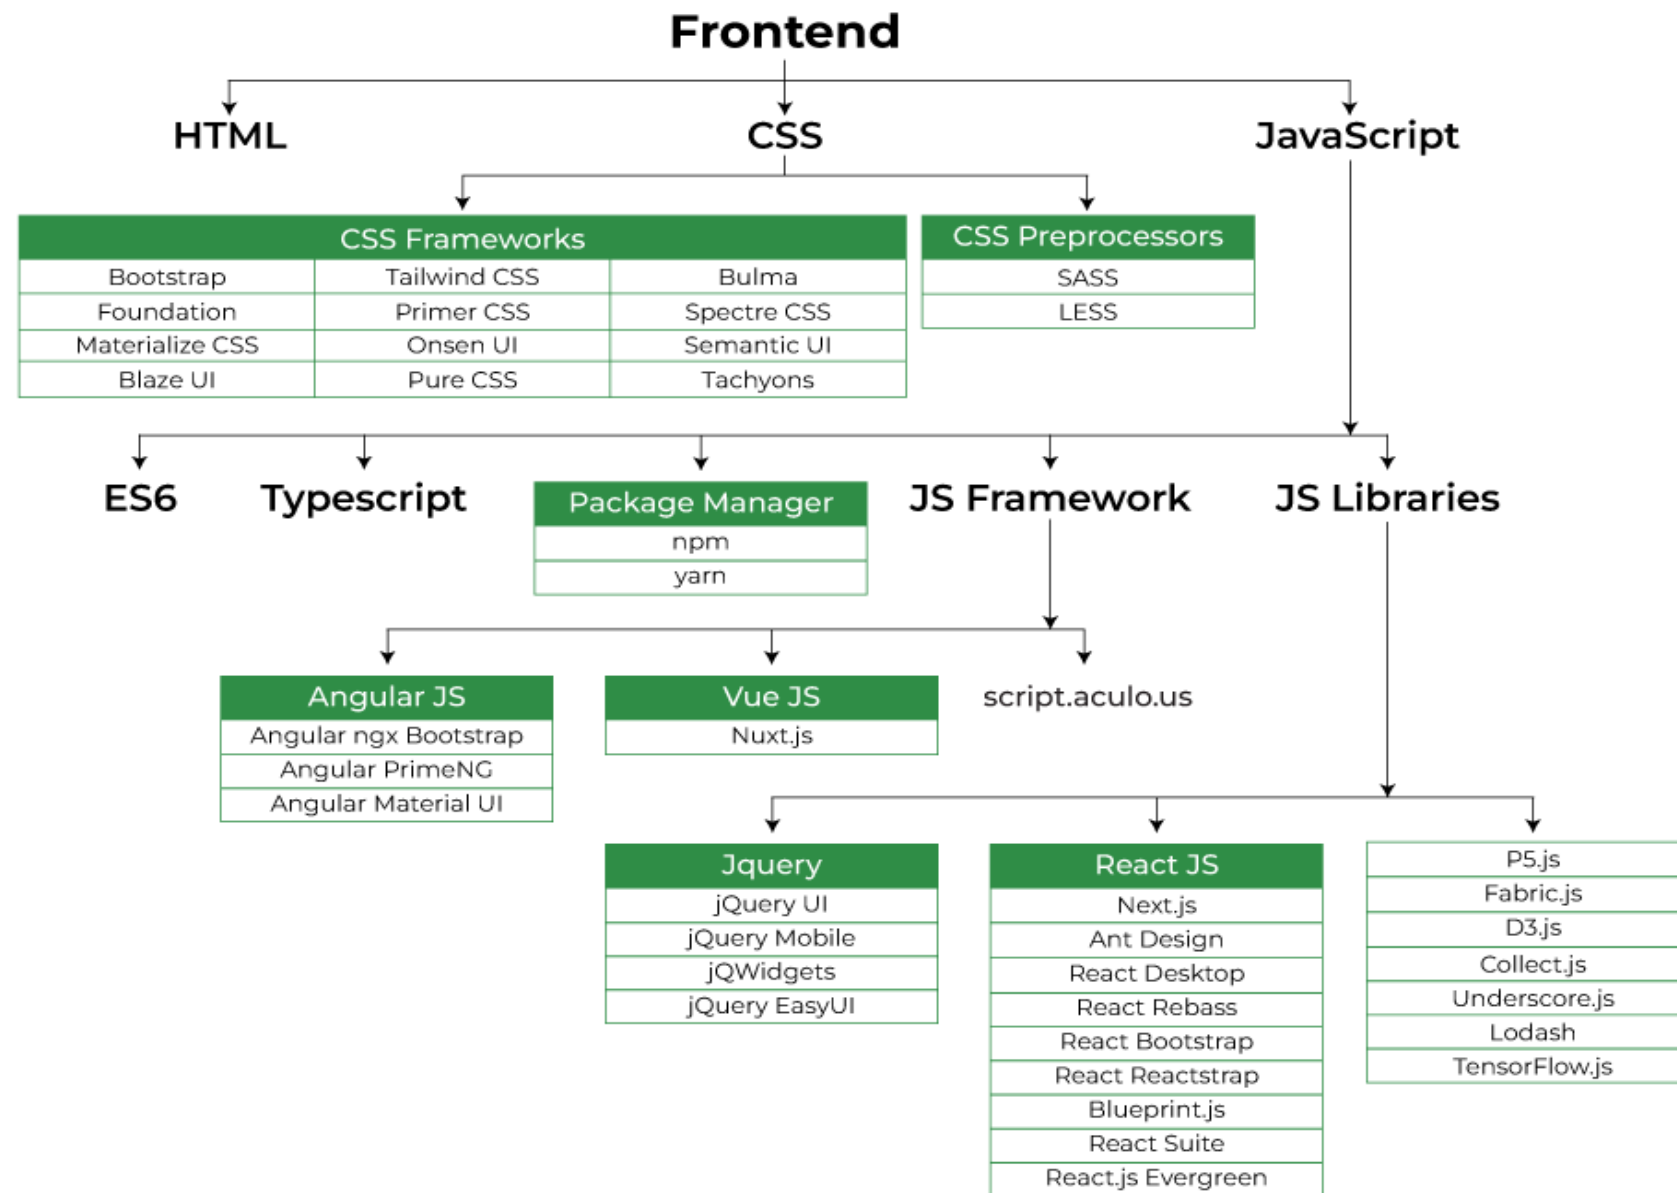 Frontend
HTML
CSS
JavaScript
CSS Frameworks
Bootstrap
Tailwind CSS
Bulma
Foundation
Primer CSS
Spectre CSS
Materialize CSS
Onsen UI
Semantic UI
Blaze UI
Pure CSS
Tachyons
CSS Preprocessors
SASS
LESS
ES6
Typescript
Package Manager
npm
yarn
JS Framework
JS Libraries
Angular JS
Angular ngx Bootstrap
Angular PrimeNG
Angular Material UI
Vue JS
Nuxt.js
script.aculo.us
Jquery
jQuery UI
jQuery Mobile
jQWidgets
jQuery EasyUI
React JS
Next.js
Ant Design
React Desktop
React Rebass
React Bootstrap
React Reactstrap
Blueprint.js
React Suite
React.js Evergreen
P5.js
Fabric.js
D3.js
Collect.js
Underscore.js
Lodash
TensorFlow.js